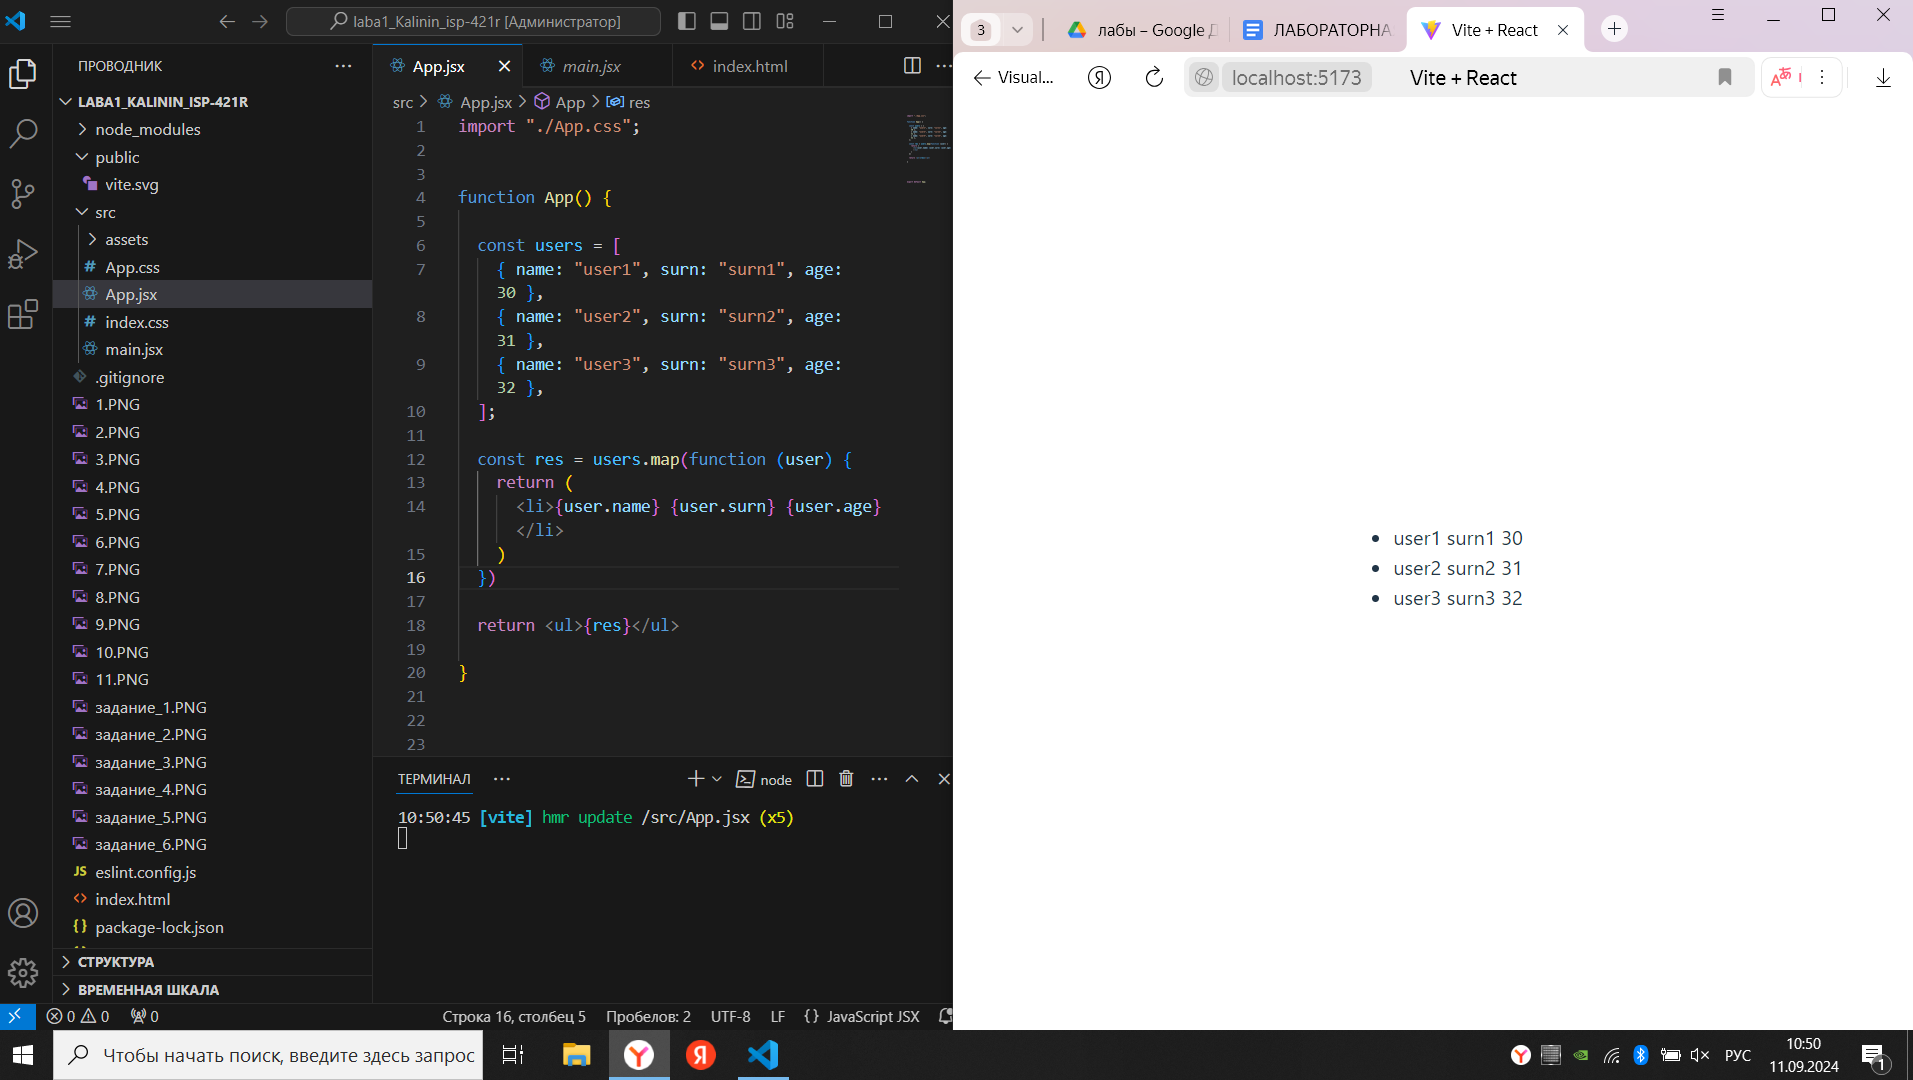 laba1_Kalinin_isp-421r [Администратор]
ПРОВОДНИК
LABA1_KALININ_ISP-421R
node_modules
public
vite.svg
src
assets
# App.css
App.jsx
# index.css
main.jsx
.gitignore
1.PNG
2.PNG
3.PNG
4.PNG
5.PNG
6.PNG
7.PNG
8.PNG
9.PNG
10.PNG
11.PNG
задание_1.PNG
задание_2.PNG
задание_3.PNG
задание_4.PNG
задание_5.PNG
задание_6.PNG
JS eslint.config.js
<> index.html
{} package-lock.json
СТРУКТУРА
ВРЕМЕННАЯ ШКАЛА
App.jsx
main.jsx
<> index.html
src > App.jsx > App > res
1 import "./App.css";
2
3
4 function App() {
5
6 const users = [
7 { name: "user1", surn: "surn1", age:
30 },
8 { name: "user2", surn: "surn2", age:
31 },
9 { name: "user3", surn: "surn3", age:
32 },
10 ];
11
12 const res = users.map(function (user) {
13 return (
14 <li>{user.name} {user.surn} {user.age}
</li>
15 )
16 })
17
18 return <ul>{res}</ul>
19
20 }
21
22
23
ТЕРМИНАЛ
node
10:50:45 [vite] hmr update /src/App.jsx (x5)
0 0 0
Строка 16, столбец 5 Пробелов: 2 UTF-8 LF {} JavaScript JSX
3
лабы – Google Д
ЛАБОРАТОРНА
Vite + React
Visual...
Я
localhost:5173
Vite + React
user1 surn1 30
user2 surn2 31
user3 surn3 32
Чтобы начать поиск, введите здесь запрос
Я
РУС
10:50
11.09.2024
1